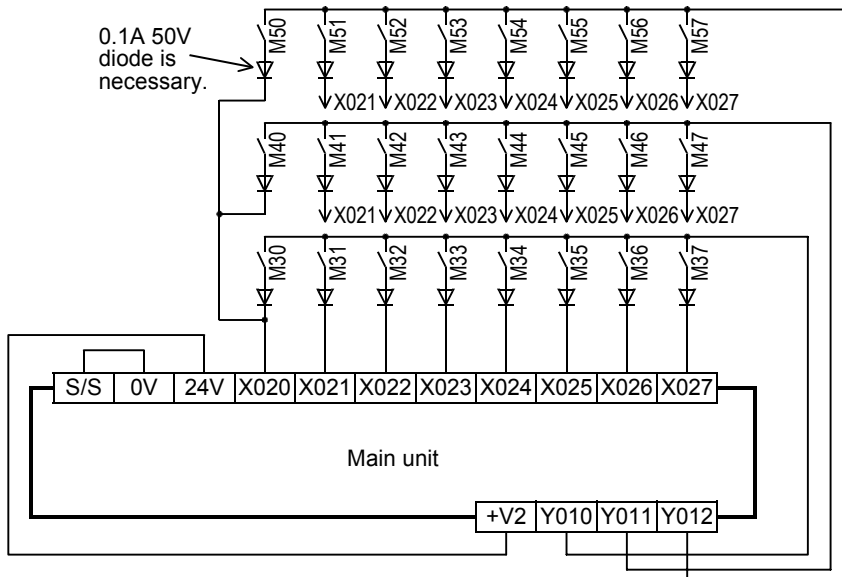 M50 M51 M52 M53 M54 M55 M56 M57
0.1A 50V
diode is
necessary.
X021 X022 X023 X024 X025 X026 X027
M40 M41 M42 M43 M44 M45 M46 M47
X021 X022 X023 X024 X025 X026 X027
M30 M31 M32 M33 M34 M35 M36 M37
S/S 0V 24V X020 X021 X022 X023 X024 X025 X026 X027
Main unit
+V2 Y010 Y011 Y012